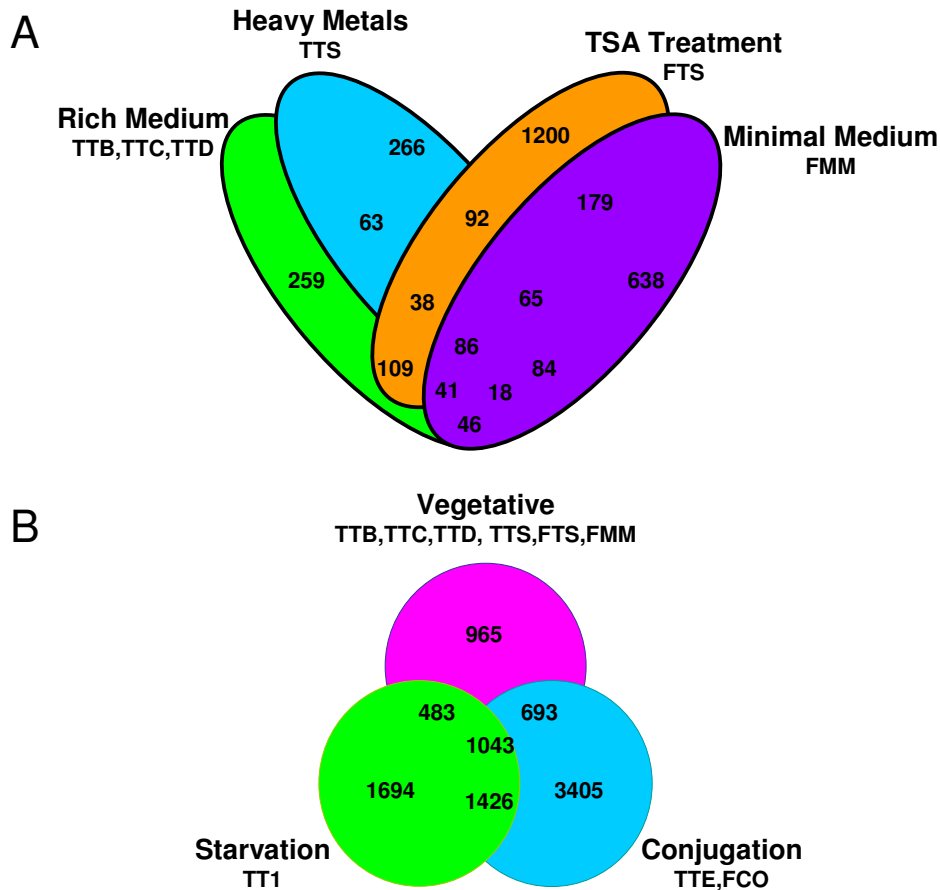 A
Heavy Metals
TTS
TSA Treatment
FTS
Rich Medium
TTB,TTC,TTD
Minimal Medium
FMM
266
1200
63
92
179
259
38
65
638
86
109
84
41
18
46
B
Vegetative
TTB,TTC,TTD, TTS,FTS,FMM
965
483
693
1043
1694
1426
3405
Starvation
TT1
Conjugation
TTE,FCO